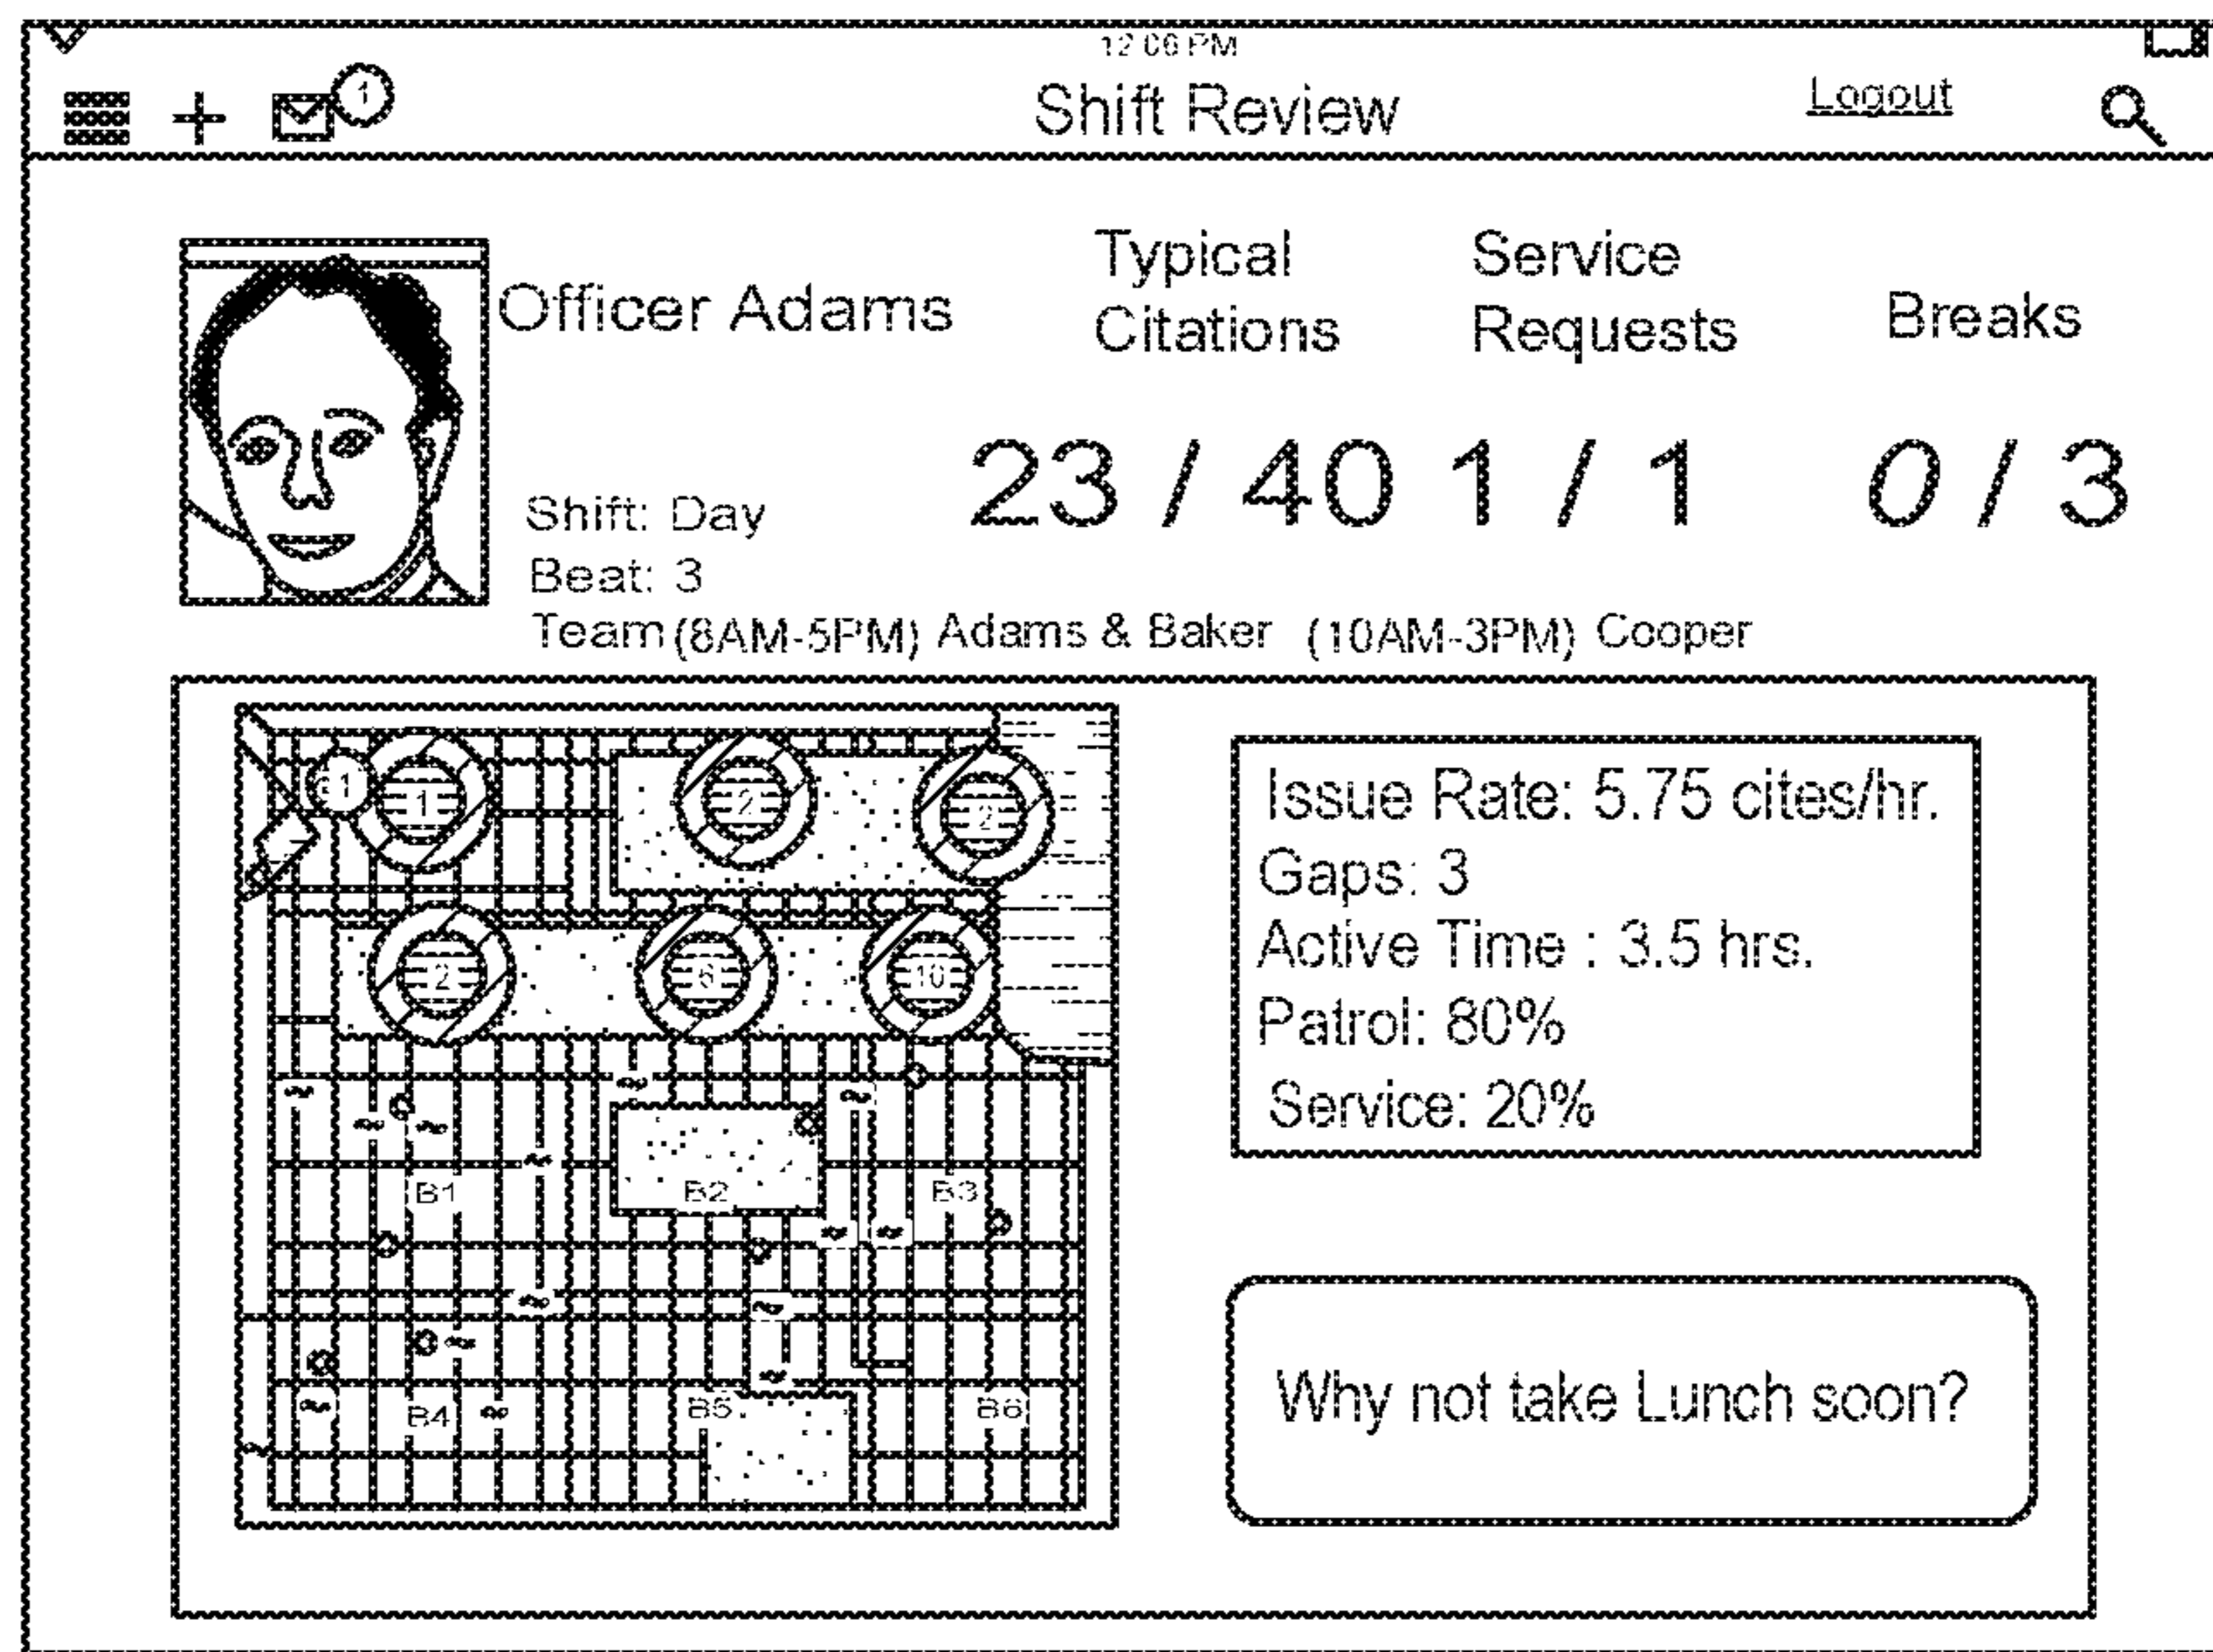 12:06 PM
1
Shift Review
Logout
Officer Adams
Typical Citations
Service Requests
Breaks
23 / 40
1 / 1
0 / 3
Shift: Day
Beat: 3
Team (8AM-5PM) Adams & Baker (10AM-3PM) Cooper
1
2
2
2
6
10
B1
B2
B3
B4
B5
B6
Issue Rate: 5.75 cites/hr.
Gaps: 3
Active Time : 3.5 hrs.
Patrol: 80%
Service: 20%
Why not take Lunch soon?